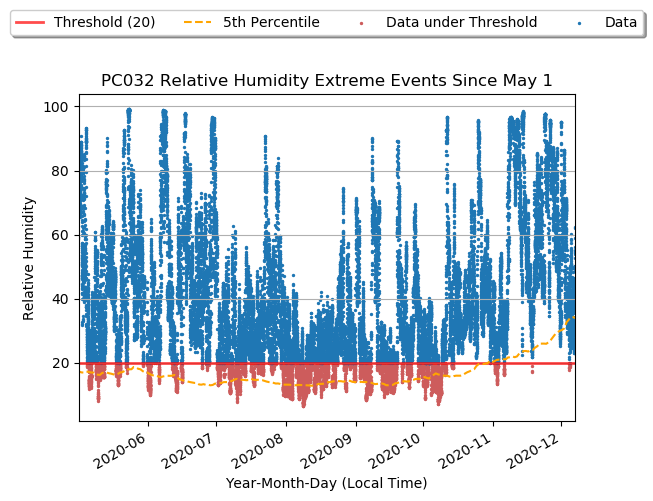 Threshold (20) 5th Percentile Data under Threshold Data
PC032 Relative Humidity Extreme Events Since May 1
100
80
60
40
20
Relative Humidity
2020-06 2020-07 2020-08 2020-09 2020-10 2020-11 2020-12
Year-Month-Day (Local Time)